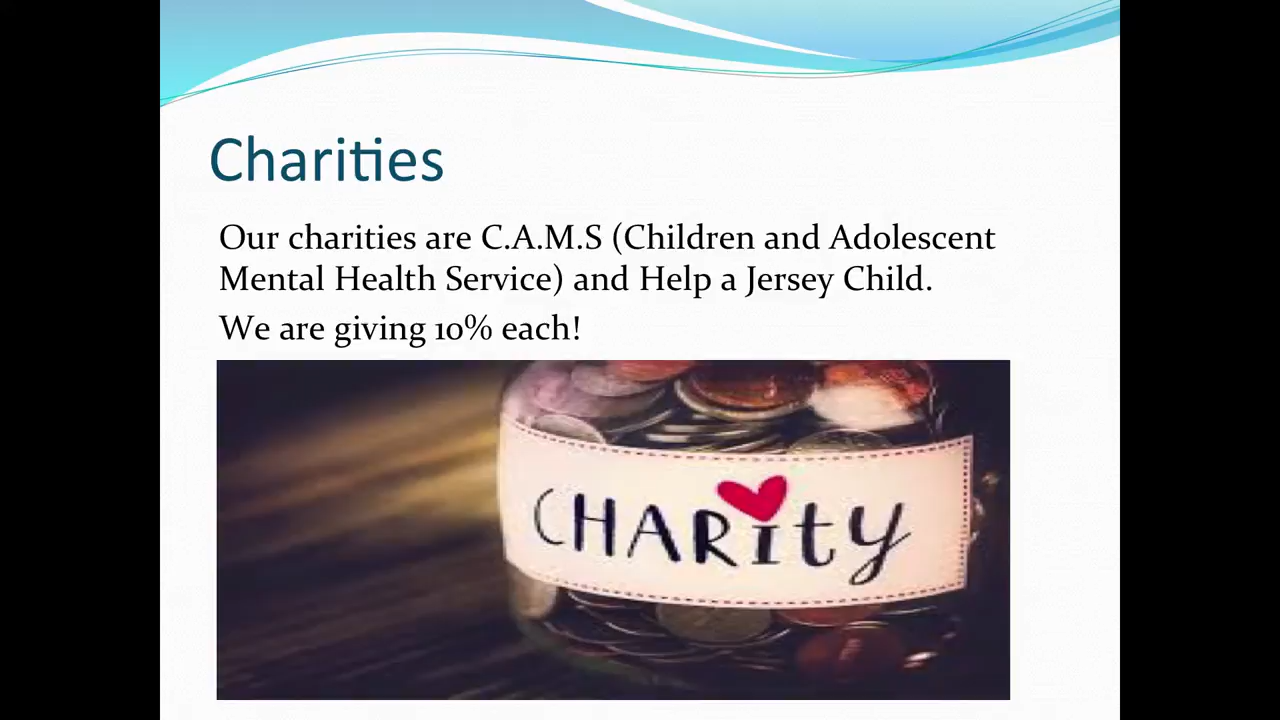 Charities
Our charities are C.A.M.S (Children and Adolescent
Mental Health Service) and Help a Jersey Child.
We are giving 10% each!
CHARity